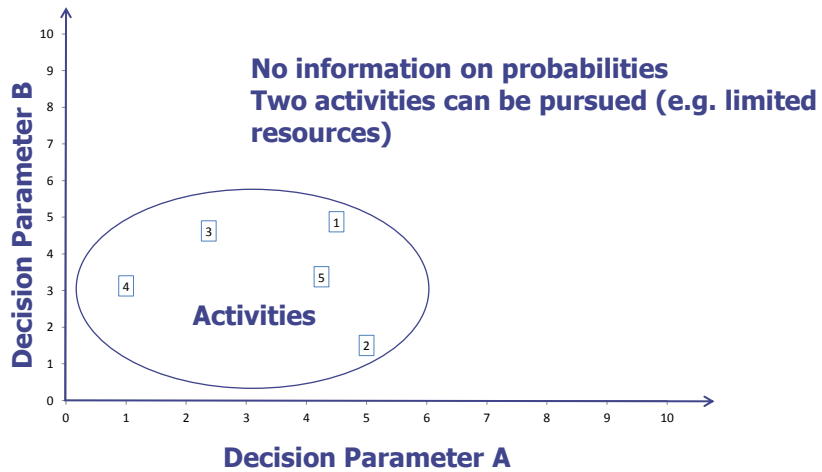 10
9
8
7
6
5
4
3
2
1
0
Decision Parameter B
No information on probabilities
Two activities can be pursued (e.g. limited
resources)
1
3
5
4
Activities
2
0 1 2 3 4 5 6 7 8 9 10
Decision Parameter A